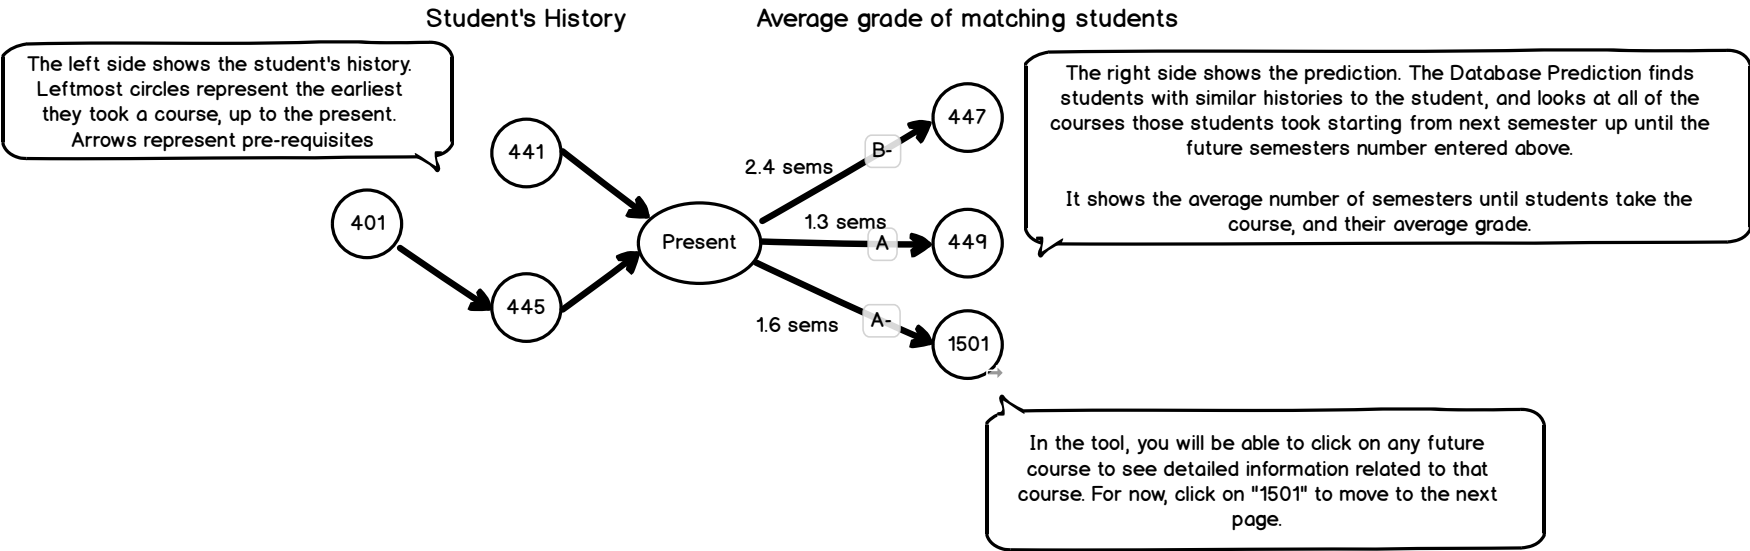 Student's History
Average grade of matching students
The left side shows the student's history.
Leftmost circles represent the earliest
they took a course, up to the present.
Arrows represent pre-requisites
The right side shows the prediction. The Database Prediction finds
students with similar histories to the student, and looks at all of the
courses those students took starting from next semester up until the
future semesters number entered above.
It shows the average number of semesters until students take the
course, and their average grade.
441
401
445
Present
2.4 sems
B-
447
1.3 sems
A
449
1.6 sems
A-
1501
In the tool, you will be able to click on any future
course to see detailed information related to that
course. For now, click on "1501" to move to the next
page.